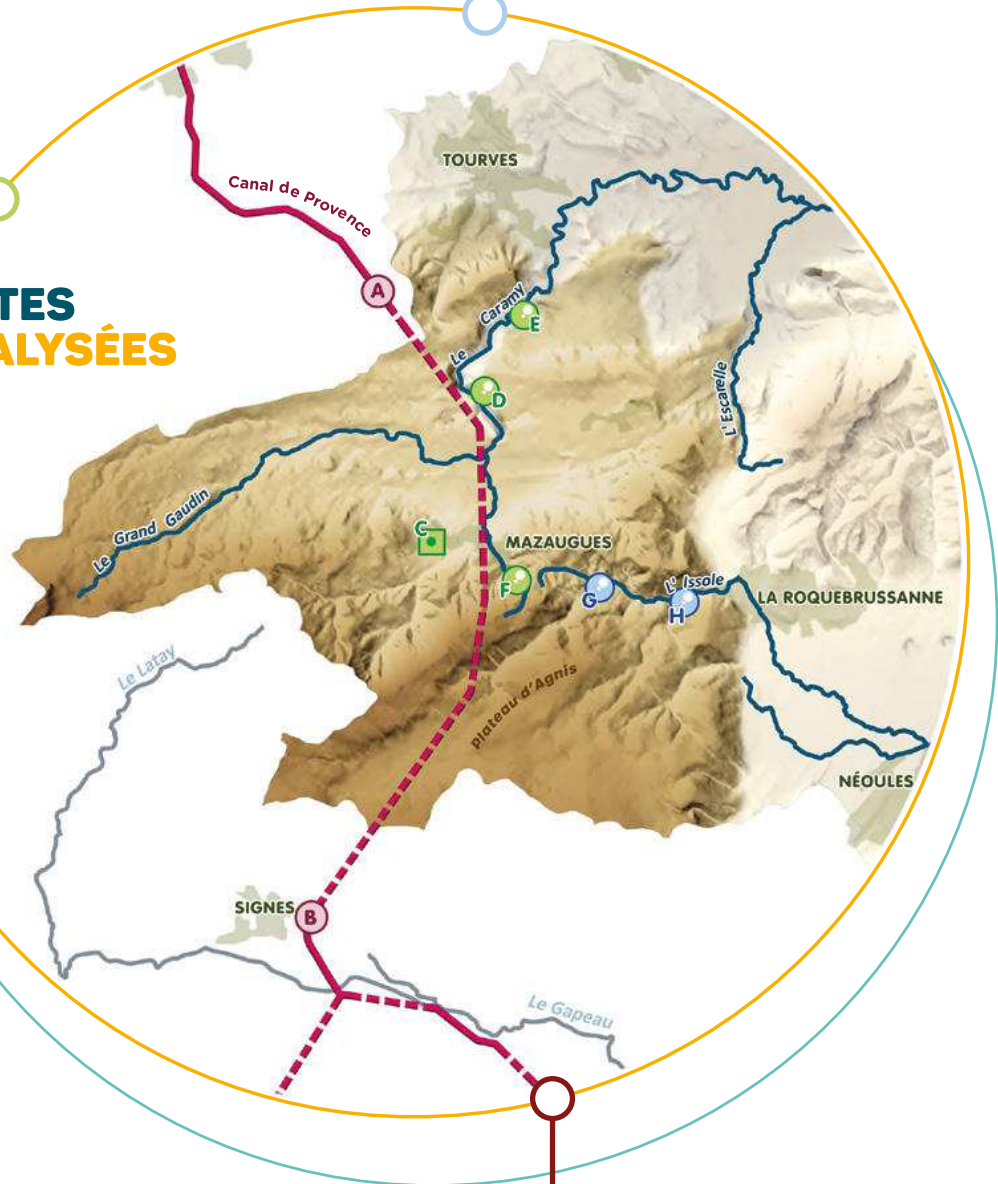 TOURVES
Canal de Provence
A
TES
ALYSÉES
Le Caramy
E
D
L'Escarelle
Le Grand Gaudin
C
MAZAUGUES
F
G
L' Issole
H
LA ROQUEBRUSSANNE
Le Latay
Plateau d'Agnis
NÉOULES
SIGNES
B
Le Gapeau